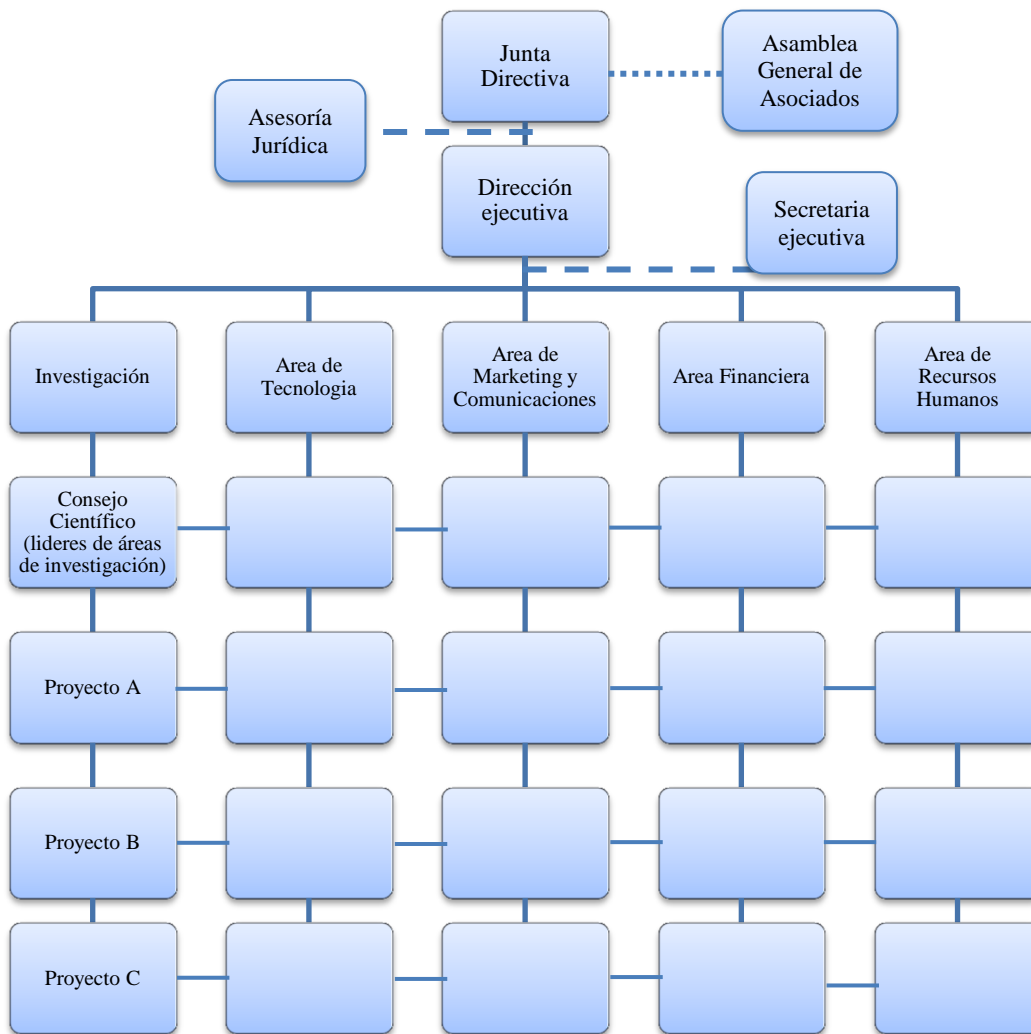 Junta
Directiva
Asamblea
General de
Asociados
Asesoría
Jurídica
Dirección
ejecutiva
Secretaria
ejecutiva
Investigación
Area de
Tecnologia
Area de
Marketing y
Comunicaciones
Area Financiera
Area de
Recursos
Humanos
Consejo
Científico
(lideres de áreas
de investigación)
Proyecto A
Proyecto B
Proyecto C